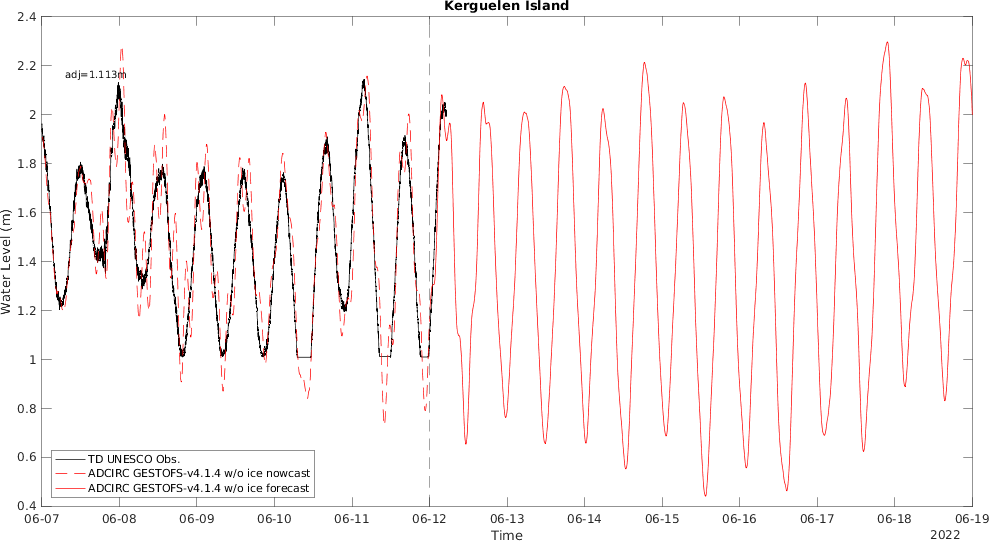 Kerguelen Island
2.4
2.2
2
1.8
1.6
1.4
1.2
1
0.8
0.6
0.4
Water Level (m)
adj=1.113m
TD UNESCO Obs.
ADCIRC GESTOFS-v4.1.4 w/o ice nowcast
ADCIRC GESTOFS-v4.1.4 w/o ice forecast
06-07 06-08 06-09 06-10 06-11 06-12 06-13 06-14 06-15 06-16 06-17 06-18 06-19
Time
2022